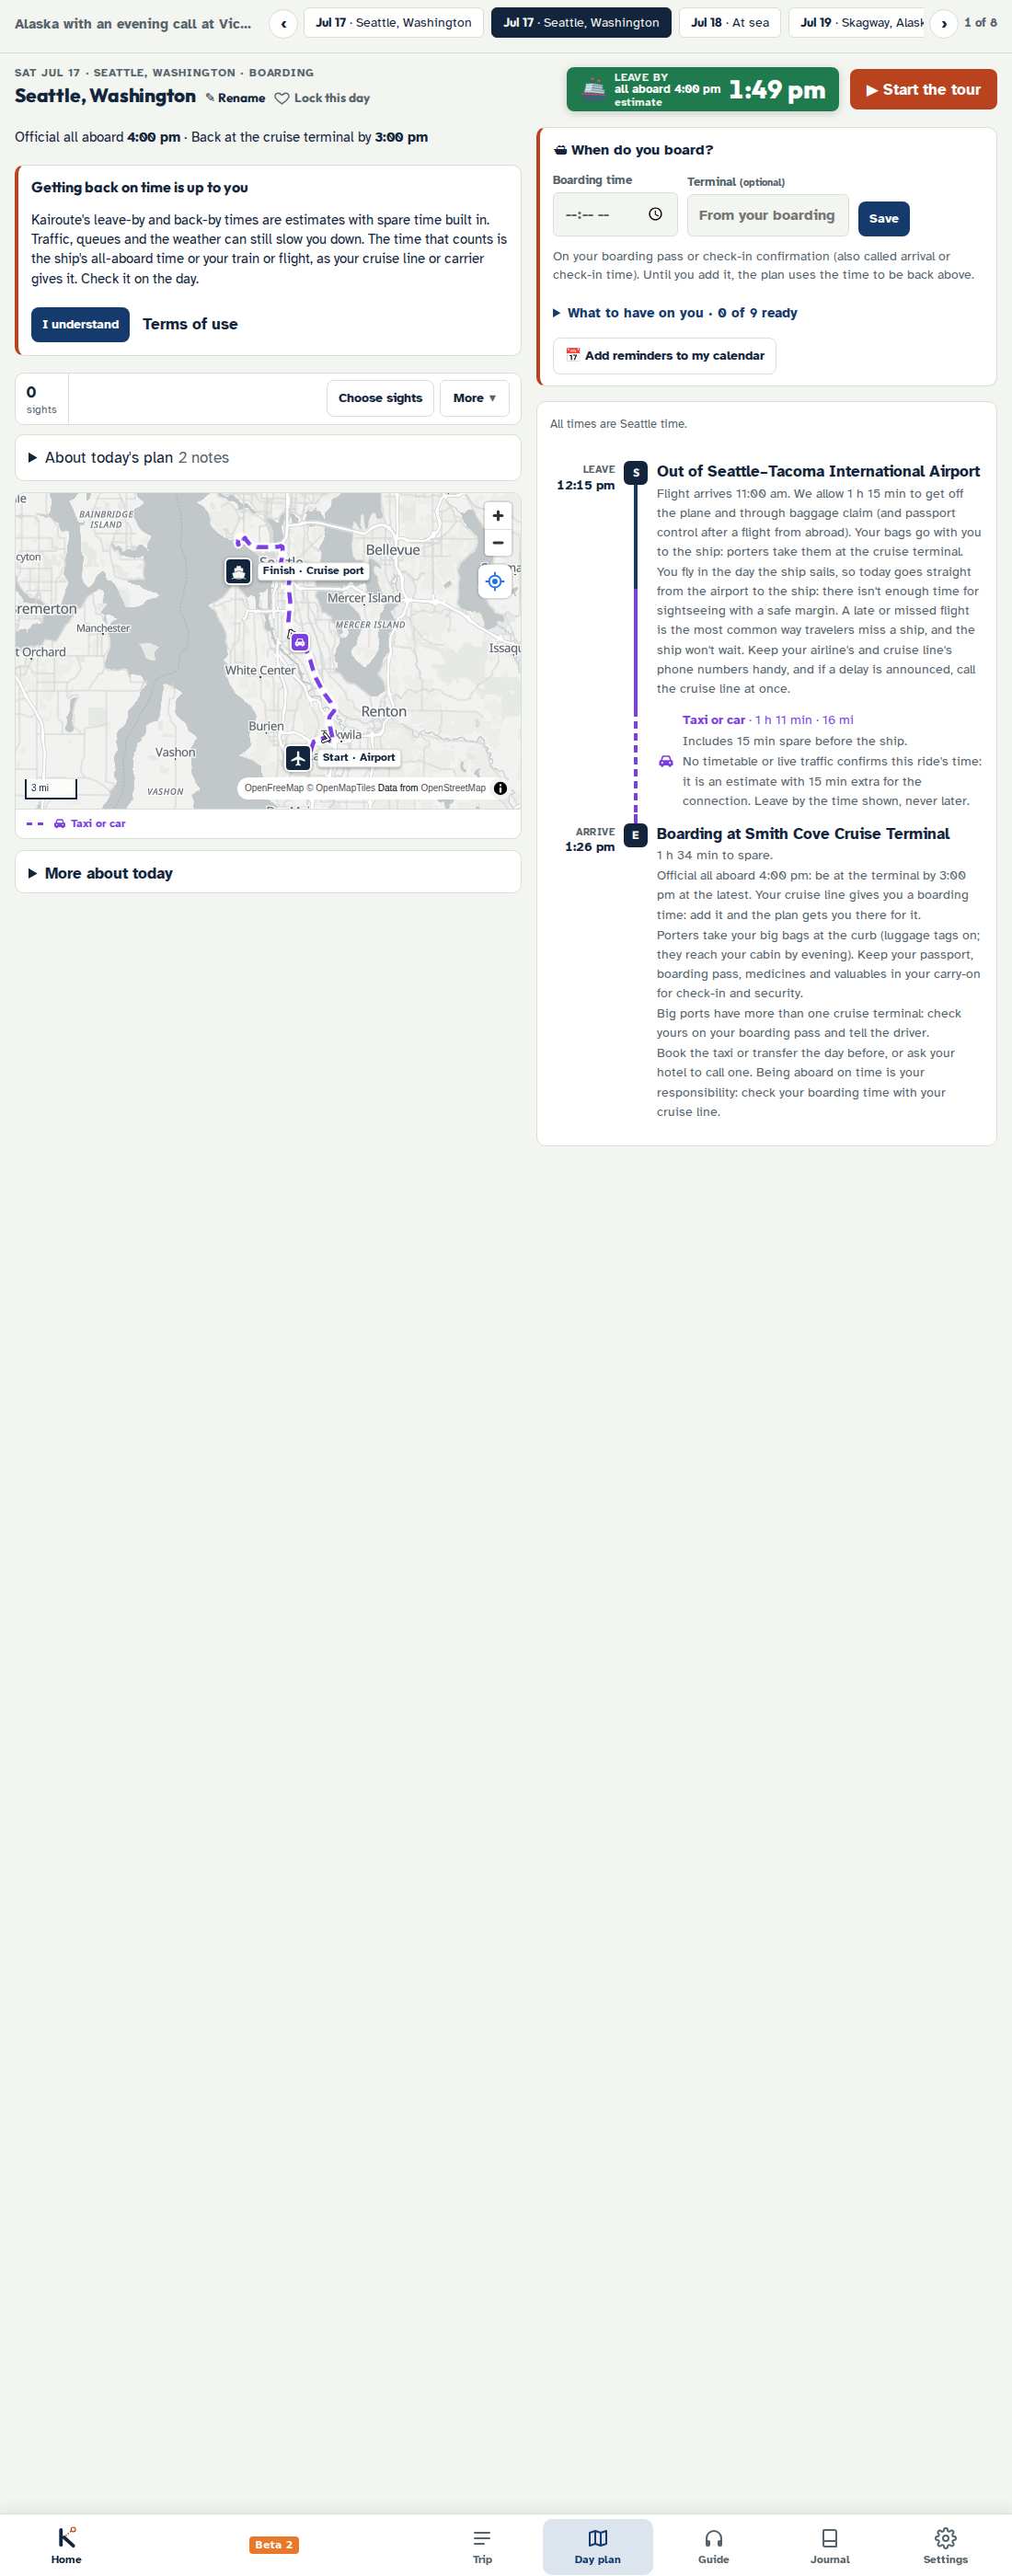 Alaska with an evening call at Vic...
‹
Jul 17 · Seattle, Washington
Jul 17 · Seattle, Washington
Jul 18 · At sea
Jul 19 · Skagway, Alask
›
1 of 8
SAT JUL 17 · SEATTLE, WASHINGTON · BOARDING
Seattle, Washington
✎ Rename
Lock this day
LEAVE BY
all aboard 4:00 pm
estimate
1:49 pm
▶ Start the tour
Official all aboard 4:00 pm · Back at the cruise terminal by 3:00 pm
Getting back on time is up to you
Kairoute's leave-by and back-by times are estimates with spare time built in.
Traffic, queues and the weather can still slow you down. The time that counts is
the ship's all-aboard time or your train or flight, as your cruise line or carrier
gives it. Check it on the day.
I understand
Terms of use
0
sights
Choose sights
More ▼
▶ About today's plan 2 notes
BAINBRIDGE
ISLAND
Bellevue
Finish · Cruise port
Mercer Island
MERCER ISLAND
Manchester
t Orchard
White Center
Issaqu
Renton
Burien
Vashon
Start · Airport
VASHON
3 mi
OpenFreeMap © OpenMapTiles Data from OpenStreetMap
Taxi or car
▶ More about today
When do you board?
Boarding time
Terminal (optional)
--:-- --
From your boarding
Save
On your boarding pass or check-in confirmation (also called arrival or
check-in time). Until you add it, the plan uses the time to be back above.
▶ What to have on you · 0 of 9 ready
Add reminders to my calendar
All times are Seattle time.
LEAVE
12:15 pm
S
Out of Seattle–Tacoma International Airport
Flight arrives 11:00 am. We allow 1 h 15 min to get off
the plane and through baggage claim (and passport
control after a flight from abroad). Your bags go with you
to the ship: porters take them at the cruise terminal.
You fly in the day the ship sails, so today goes straight
from the airport to the ship: there isn't enough time for
sightseeing with a safe margin. A late or missed flight
is the most common way travelers miss a ship, and the
ship won't wait. Keep your airline's and cruise line's
phone numbers handy, and if a delay is announced, call
the cruise line at once.
Taxi or car · 1 h 11 min · 16 mi
Includes 15 min spare before the ship.
No timetable or live traffic confirms this ride's time:
it is an estimate with 15 min extra for the
connection. Leave by the time shown, never later.
ARRIVE
1:26 pm
E
Boarding at Smith Cove Cruise Terminal
1 h 34 min to spare.
Official all aboard 4:00 pm: be at the terminal by 3:00
pm at the latest. Your cruise line gives you a boarding
time: add it and the plan gets you there for it.
Porters take your big bags at the curb (luggage tags on;
they reach your cabin by evening). Keep your passport,
boarding pass, medicines and valuables in your carry-on
for check-in and security.
Big ports have more than one cruise terminal: check
yours on your boarding pass and tell the driver.
Book the taxi or transfer the day before, or ask your
hotel to call one. Being aboard on time is your
responsibility: check your boarding time with your
cruise line.
Home
Beta 2
Trip
Day plan
Guide
Journal
Settings